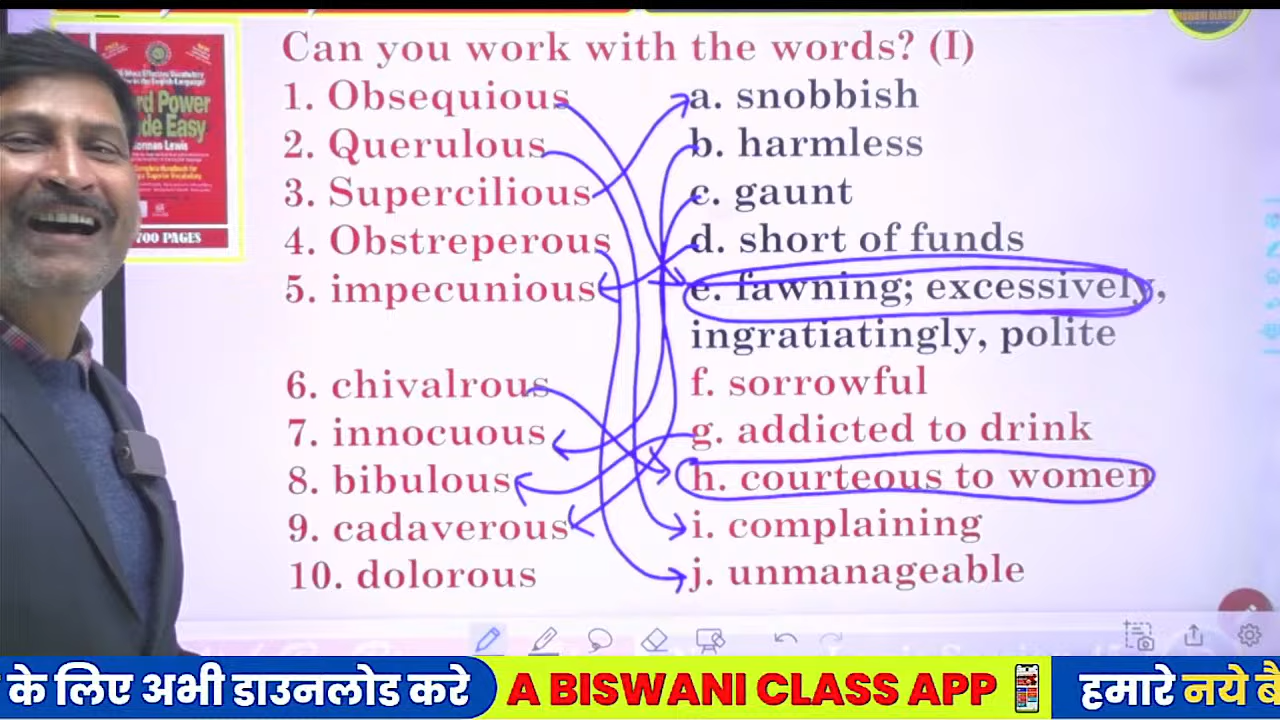 Can you work with the words? (I)
1. Obsequious
a. snobbish
2. Querulous
b. harmless
3. Supercilious
c. gaunt
4. Obstreperous
d. short of funds
5. impecunious
e. fawning; excessively,
ingratiatingly, polite
6. chivalrous
f. sorrowful
7. innocuous
g. addicted to drink
8. bibulous
h. courteous to women
9. cadaverous
i. complaining
10. dolorous
j. unmanageable
rd Power
de Easy
Norman Lewis
700 PAGES
के लिए अभी डाउनलोड करे
A BISWANI CLASS APP
हमारे नये बै